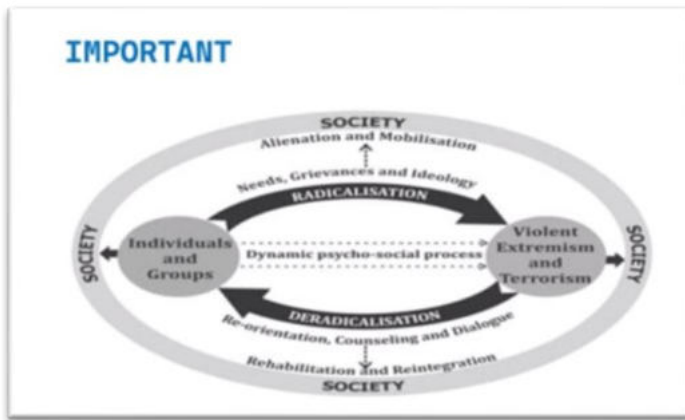 IMPORTANT
SOCIETY
Alienation and Mobilisation
Needs, Grievances and Ideology
RADICALISATION
SOCIETY
Individuals
and
Groups
Dynamic psycho-social process
Violent
Extremism
and
Terrorism
SOCIETY
DERADICALISATION
Re-orientation, Counseling and Dialogue
Rehabilitation and Reintegration
SOCIETY